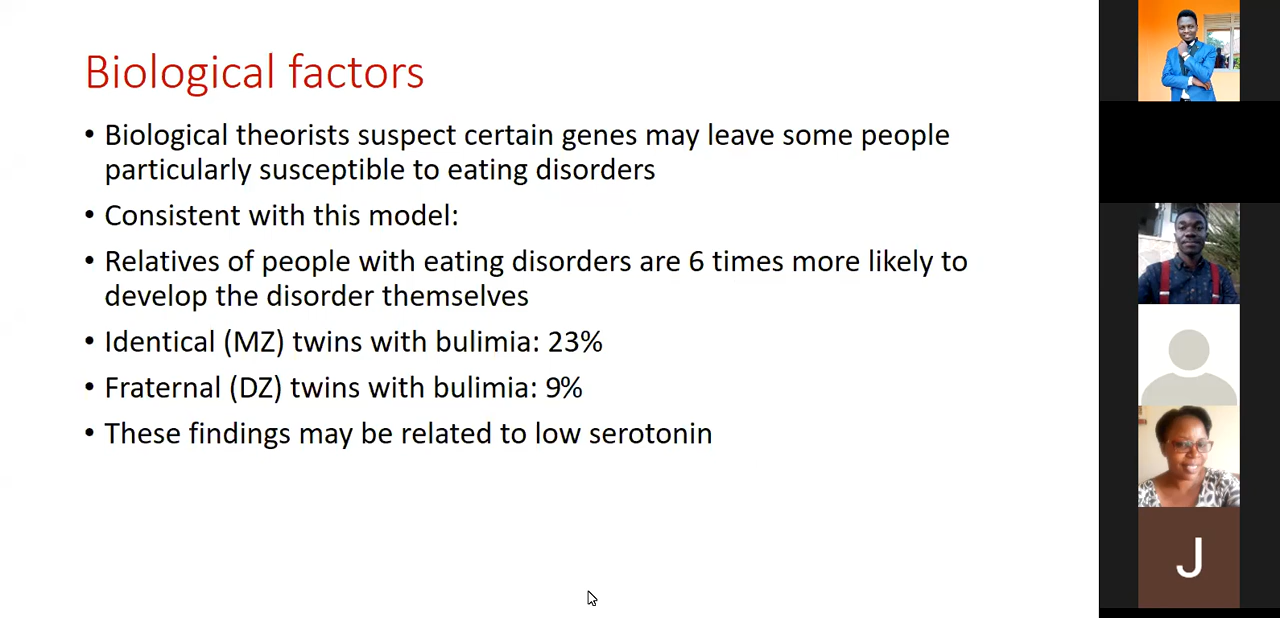 Biological factors
• Biological theorists suspect certain genes may leave some people
particularly susceptible to eating disorders
• Consistent with this model:
• Relatives of people with eating disorders are 6 times more likely to
develop the disorder themselves
• Identical (MZ) twins with bulimia: 23%
• Fraternal (DZ) twins with bulimia: 9%
• These findings may be related to low serotonin
J